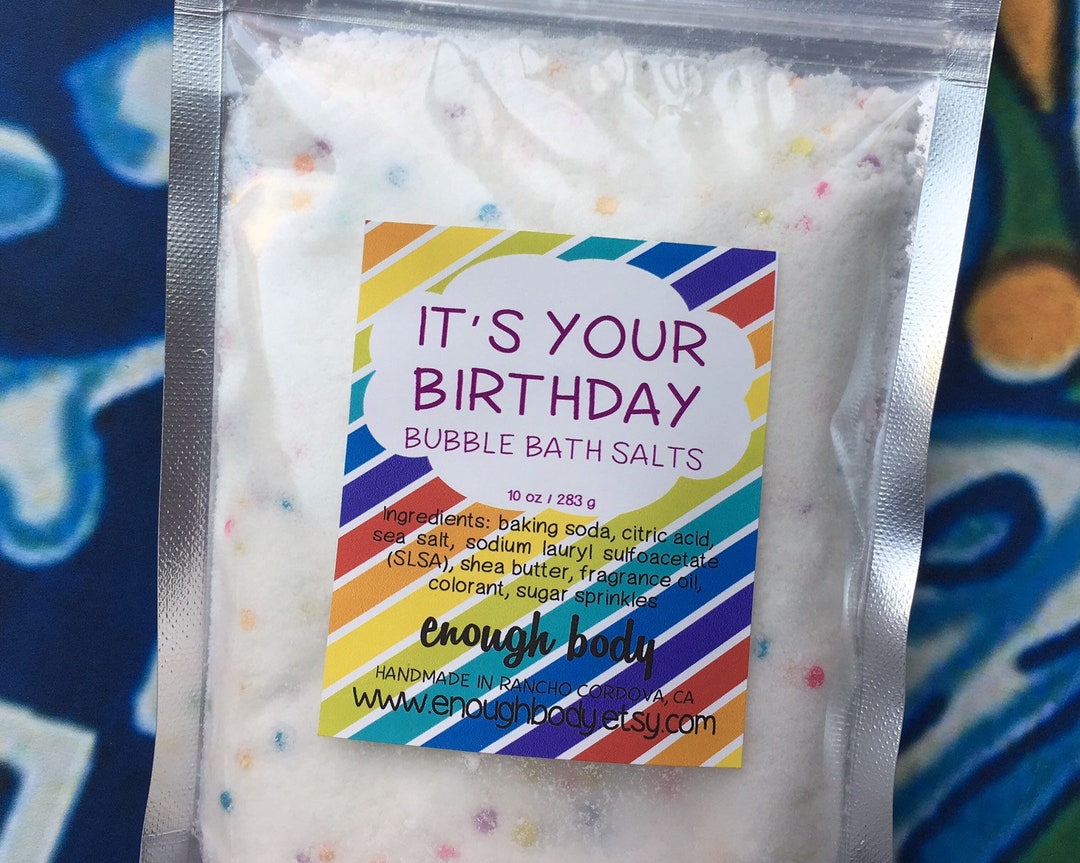 IT'S YOUR
BIRTHDAY
BUBBLE BATH SALTS
10 oz / 283 g
Ingredients: baking soda, citric acid,
sea salt, sodium lauryl sulfoacetate
(SLSA), shea butter, fragrance oil,
colorant, sugar sprinkles
enough body
HANDMADE IN RANCHO CORDOVA, CA
www.enoughbody.etsy.com